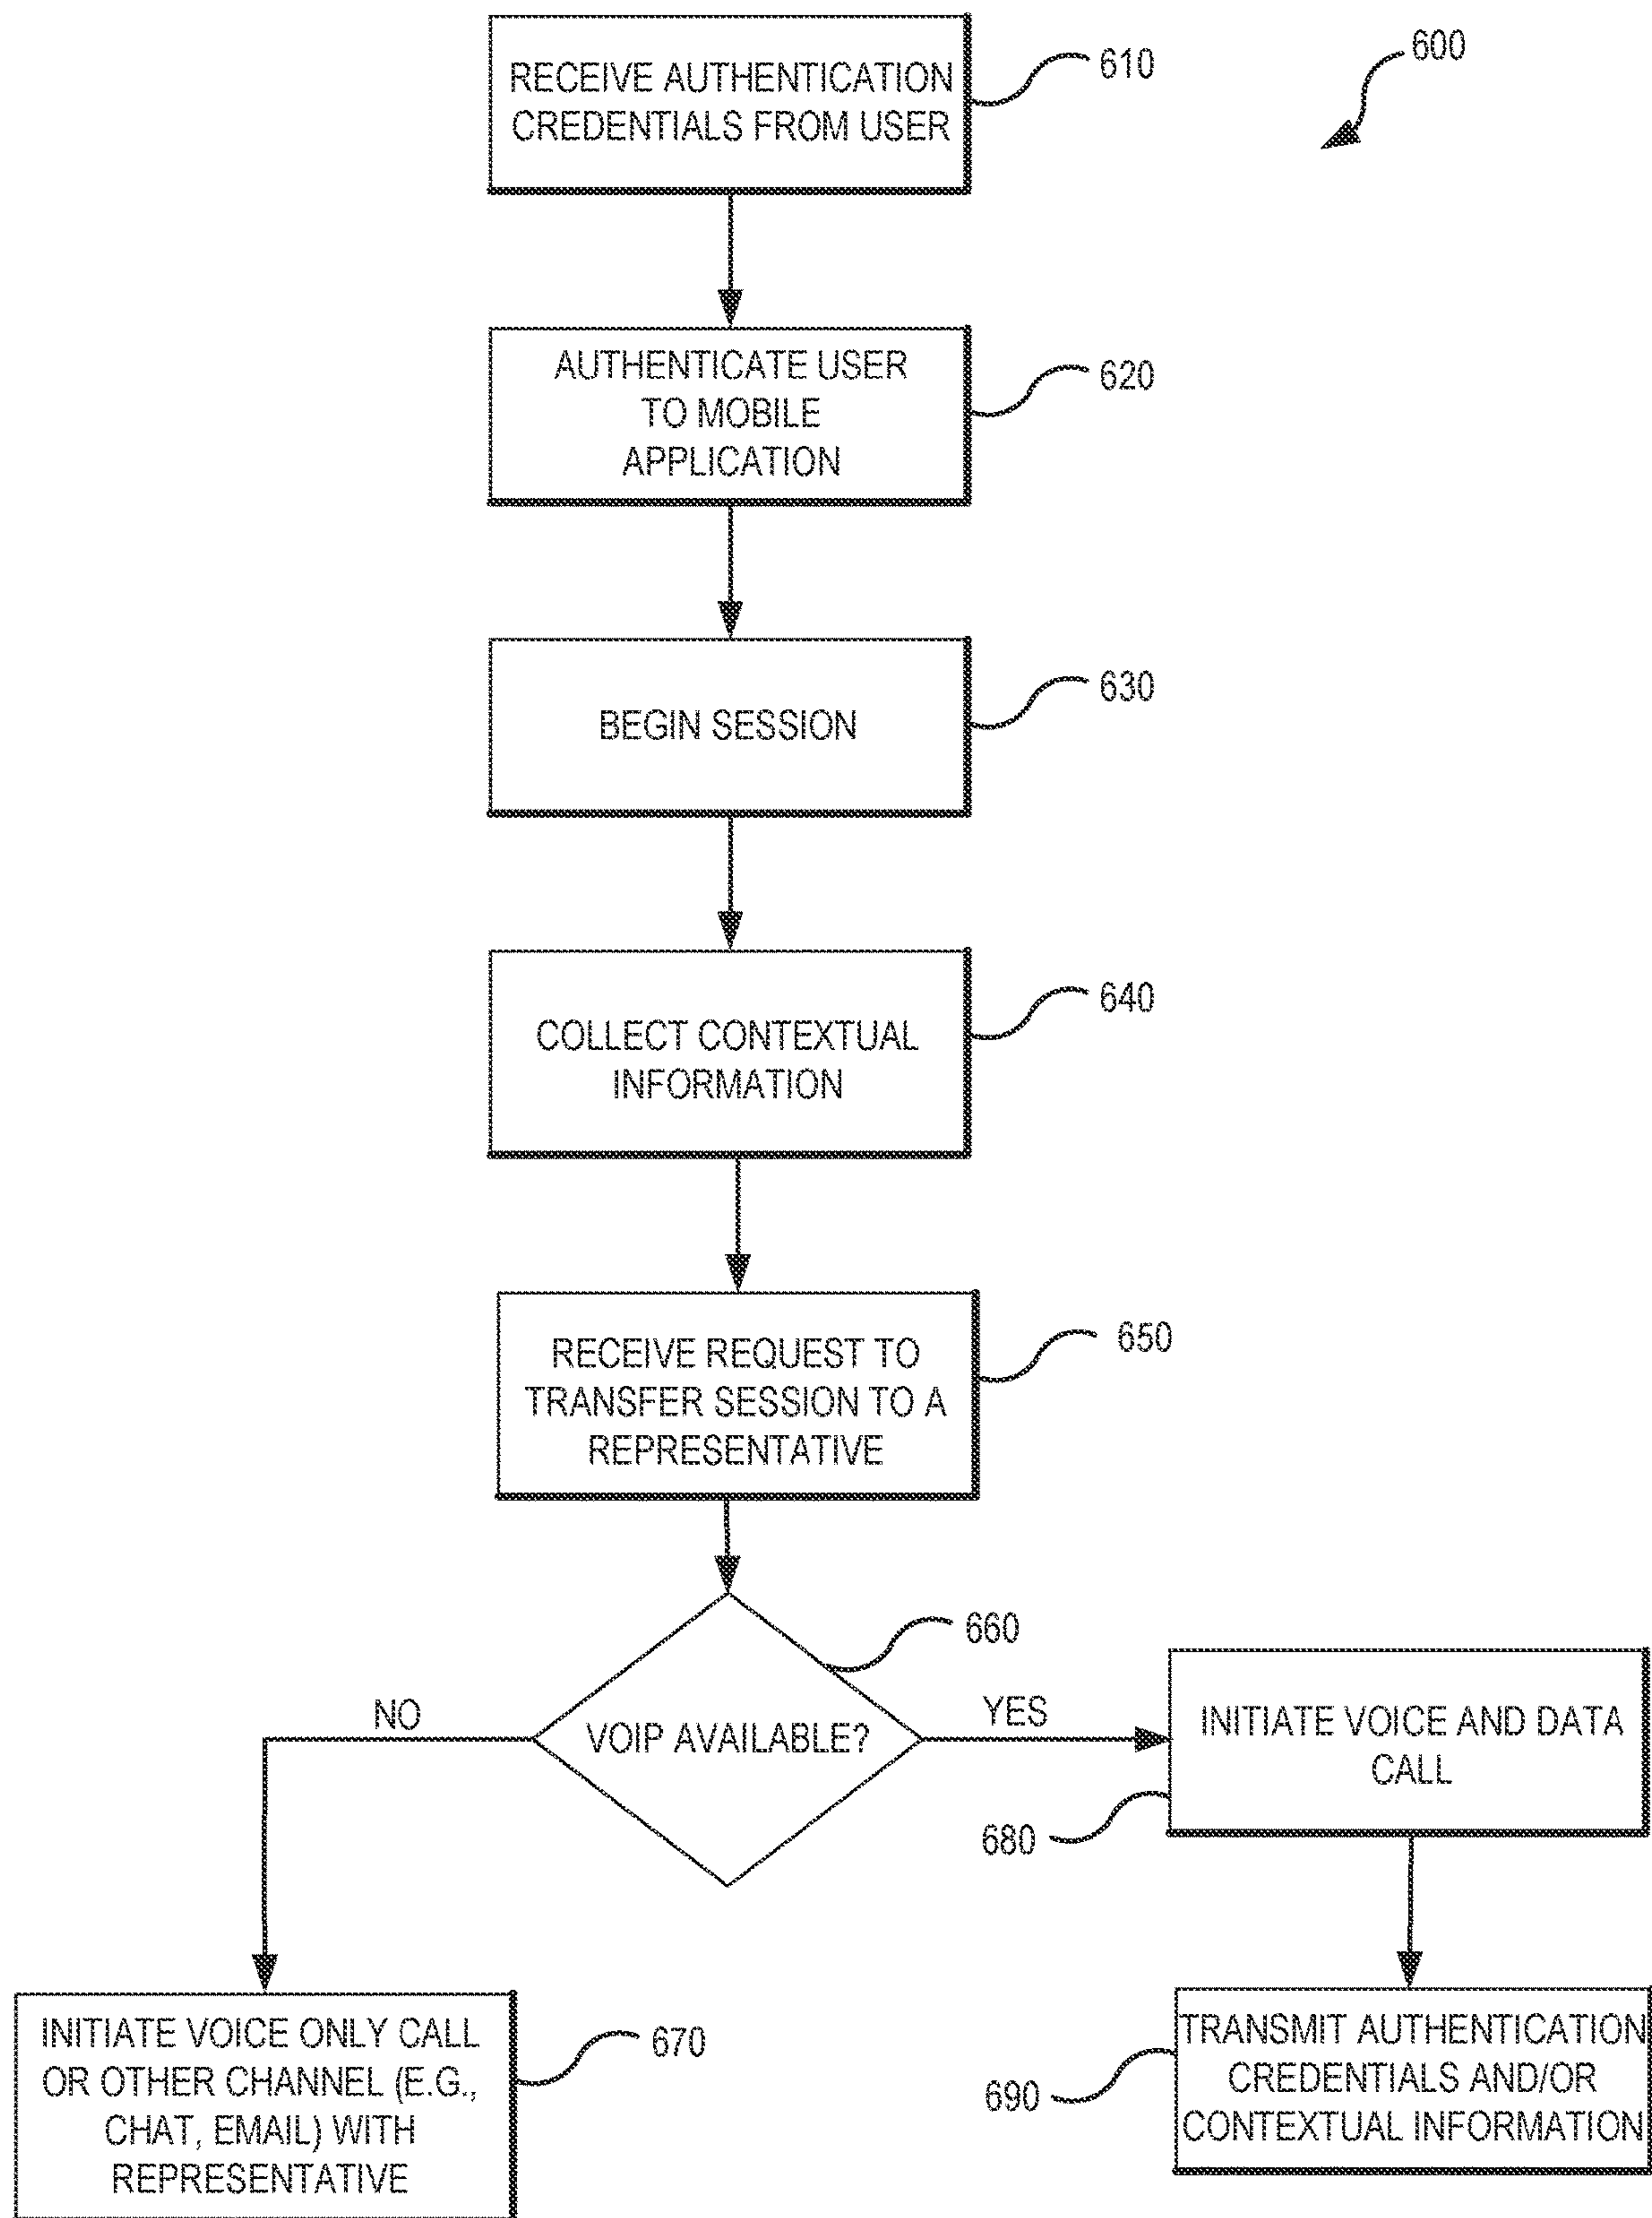 600
RECEIVE AUTHENTICATION
CREDENTIALS FROM USER
610
AUTHENTICATE USER
TO MOBILE
APPLICATION
620
BEGIN SESSION
630
COLLECT CONTEXTUAL
INFORMATION
640
RECEIVE REQUEST TO
TRANSFER SESSION TO A
REPRESENTATIVE
650
660
VOIP AVAILABLE?
NO
YES
INITIATE VOICE AND DATA
CALL
680
INITIATE VOICE ONLY CALL
OR OTHER CHANNEL (E.G.,
CHAT, EMAIL) WITH
REPRESENTATIVE
670
TRANSMIT AUTHENTICATION
CREDENTIALS AND/OR
CONTEXTUAL INFORMATION
690